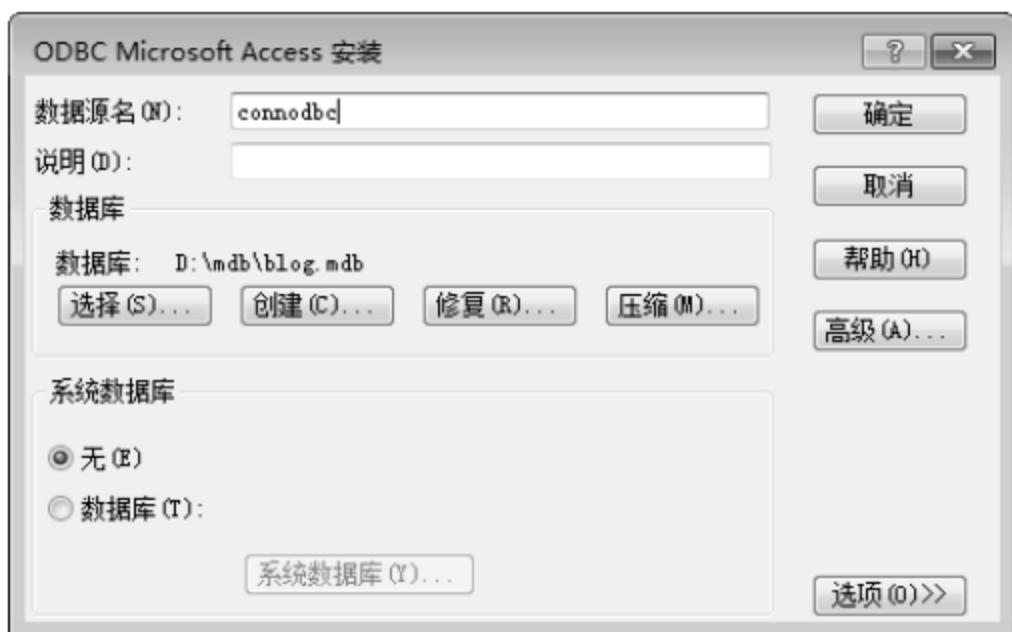 ODBC Microsoft Access 安装
数据源名(N): connodbc 确定
说明(D): 取消
数据库
数据库: D:\mdb\blog.mdb 帮助(H)
选择(S)... 创建(C)... 修复(R)... 压缩(M)... 高级(A)...
系统数据库
无(E)
数据库(T):
系统数据库(Y)... 选项(O)>>